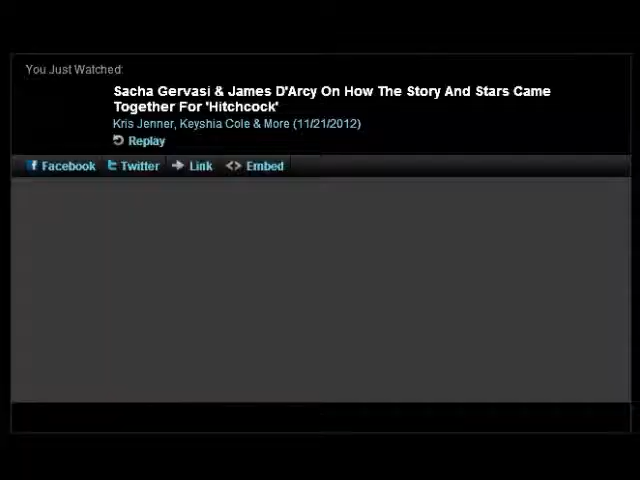 You Just Watched:
Sacha Gervasi & James D'Arcy On How The Story And Stars Came
Together For 'Hitchcock'
Kris Jenner, Keyshia Cole & More (11/21/2012)
Replay
Facebook Twitter Link Embed